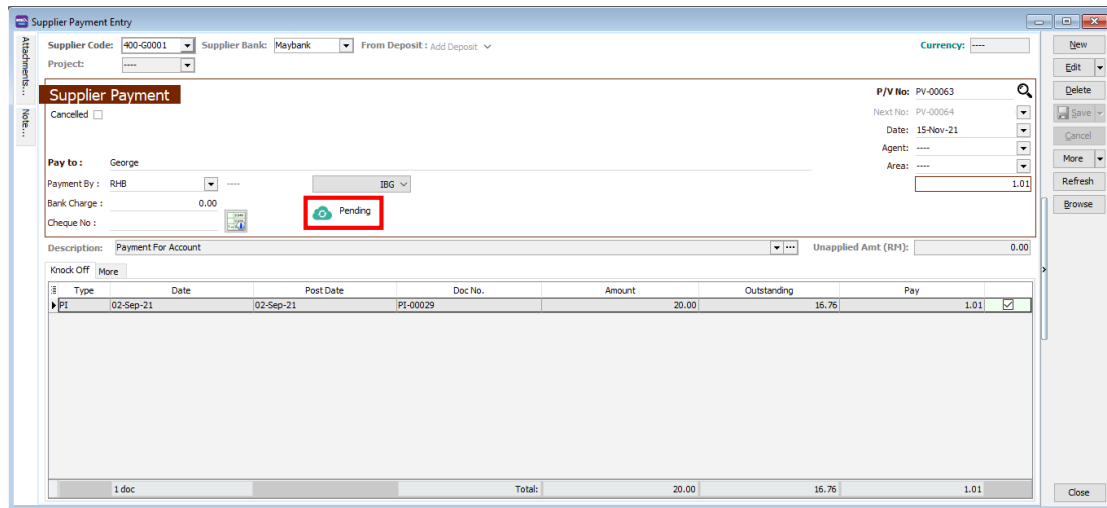 Supplier Payment Entry
Attachments...
Note...
Supplier Code: 400-G0001 Supplier Bank: Maybank From Deposit : Add Deposit Currency: ----
Project: ----
Supplier Payment
Cancelled
P/V No: PV-00063
Next No: PV-00064
Date: 15-Nov-21
Agent: ----
Area: ----
1.01
Pay to : George
Payment By : RHB ---- IBG
Bank Charge : 0.00
Pending
Cheque No :
Description: Payment For Account Unapplied Amt (RM): 0.00
Knock Off More
Type Date Post Date Doc No. Amount Outstanding Pay
PI 02-Sep-21 02-Sep-21 PI-00029 20.00 16.76 1.01
1 doc Total: 20.00 16.76 1.01
New
Edit
Delete
Save
Cancel
More
Refresh
Browse
Close